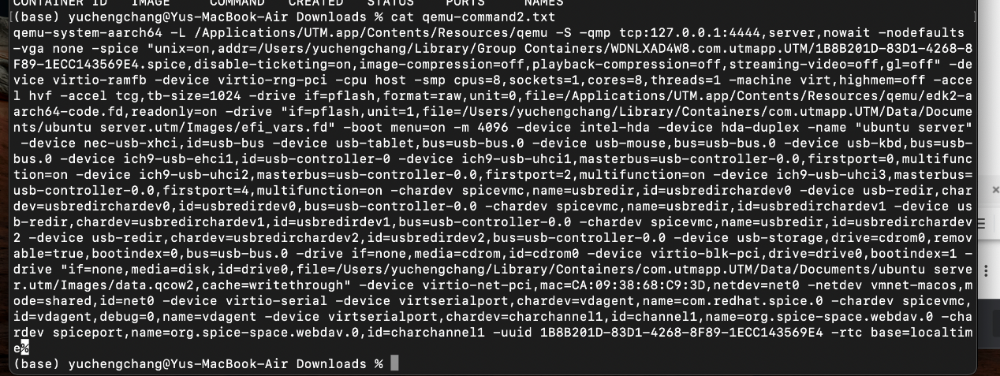 CONTAINER ID   IMAGE     COMMAND   CREATED   STATUS    PORTS     NAMES
(base) yuchengchang@Yus-MacBook-Air Downloads % cat qemu-command2.txt
qemu-system-aarch64 -L /Applications/UTM.app/Contents/Resources/qemu -S -qmp tcp:127.0.0.1:4444,server,nowait -nodefaults
-vga none -spice "unix=on,addr=/Users/yuchengchang/Library/Group Containers/WDNLXAD4W8.com.utmapp.UTM/1B8B201D-83D1-4268-8
F89-1ECC143569E4.spice,disable-ticketing=on,image-compression=off,playback-compression=off,streaming-video=off,gl=off" -de
vice virtio-ramfb -device virtio-rng-pci -cpu host -smp cpus=8,sockets=1,cores=8,threads=1 -machine virt,highmem=off -acce
l hvf -accel tcg,tb-size=1024 -drive if=pflash,format=raw,unit=0,file=/Applications/UTM.app/Contents/Resources/qemu/edk2-a
arch64-code.fd,readonly=on -drive "if=pflash,unit=1,file=/Users/yuchengchang/Library/Containers/com.utmapp.UTM/Data/Docume
nts/ubuntu server.utm/Images/efi_vars.fd" -boot menu=on -m 4096 -device intel-hda -device hda-duplex -name "ubuntu server"
 -device nec-usb-xhci,id=usb-bus -device usb-tablet,bus=usb-bus.0 -device usb-mouse,bus=usb-bus.0 -device usb-kbd,bus=usb-
bus.0 -device ich9-usb-ehci1,id=usb-controller-0 -device ich9-usb-uhci1,masterbus=usb-controller-0.0,firstport=0,multifunc
tion=on -device ich9-usb-uhci2,masterbus=usb-controller-0.0,firstport=2,multifunction=on -device ich9-usb-uhci3,masterbus=
usb-controller-0.0,firstport=4,multifunction=on -chardev spicevmc,name=usbredir,id=usbredirchardev0 -device usb-redir,char
dev=usbredirchardev0,id=usbredirdev0,bus=usb-controller-0.0 -chardev spicevmc,name=usbredir,id=usbredirchardev1 -device us
b-redir,chardev=usbredirchardev1,id=usbredirdev1,bus=usb-controller-0.0 -chardev spicevmc,name=usbredir,id=usbredirchardev
2 -device usb-redir,chardev=usbredirchardev2,id=usbredirdev2,bus=usb-controller-0.0 -device usb-storage,drive=cdrom0,remov
able=true,bootindex=0,bus=usb-bus.0 -drive if=none,media=cdrom,id=cdrom0 -device virtio-blk-pci,drive=drive0,bootindex=1 -
drive "if=none,media=disk,id=drive0,file=/Users/yuchengchang/Library/Containers/com.utmapp.UTM/Data/Documents/ubuntu serve
r.utm/Images/data.qcow2,cache=writethrough" -device virtio-net-pci,mac=CA:09:38:68:C9:3D,netdev=net0 -netdev vmnet-macos,m
ode=shared,id=net0 -device virtio-serial -device virtserialport,chardev=vdagent,name=com.redhat.spice.0 -chardev spicevmc,
id=vdagent,debug=0,name=vdagent -device virtserialport,chardev=charchannel1,id=channel1,name=org.spice-space.webdav.0 -cha
rdev spiceport,name=org.spice-space.webdav.0,id=charchannel1 -uuid 1B8B201D-83D1-4268-8F89-1ECC143569E4 -rtc base=localtim
e%
(base) yuchengchang@Yus-MacBook-Air Downloads %